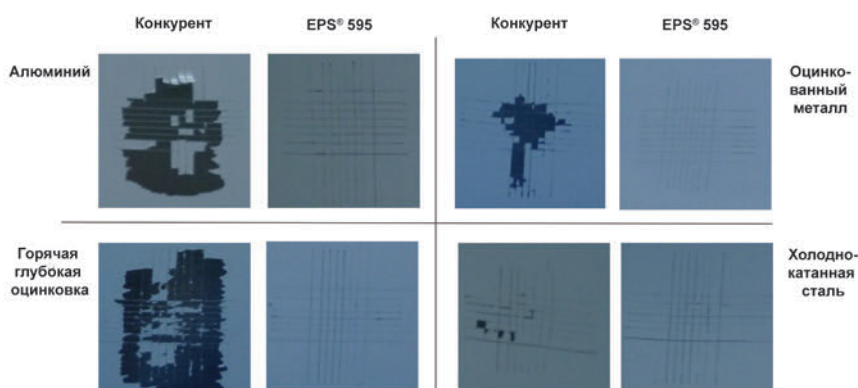 Конкурент
EPS® 595
Конкурент
EPS® 595
Алюминий
Оцинко-
ванный
металл
Горячая
глубокая
оцинковка
Холодно-
катанная
сталь